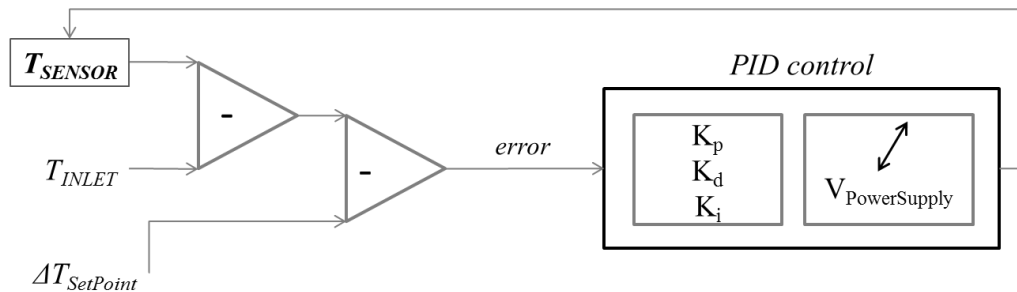 PID control
T_SENSOR
-
K_p
T_INLET
-
error
K_d
V_PowerSupply
K_i
ΔT_SetPoint